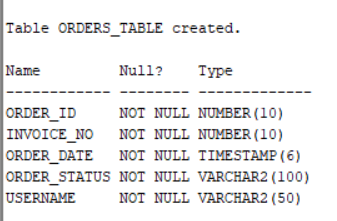 Table ORDERS_TABLE created.
Name Null? Type
------------ -------- -------------
ORDER_ID NOT NULL NUMBER(10)
INVOICE_NO NOT NULL NUMBER(10)
ORDER_DATE NOT NULL TIMESTAMP(6)
ORDER_STATUS NOT NULL VARCHAR2(100)
USERNAME NOT NULL VARCHAR2(50)